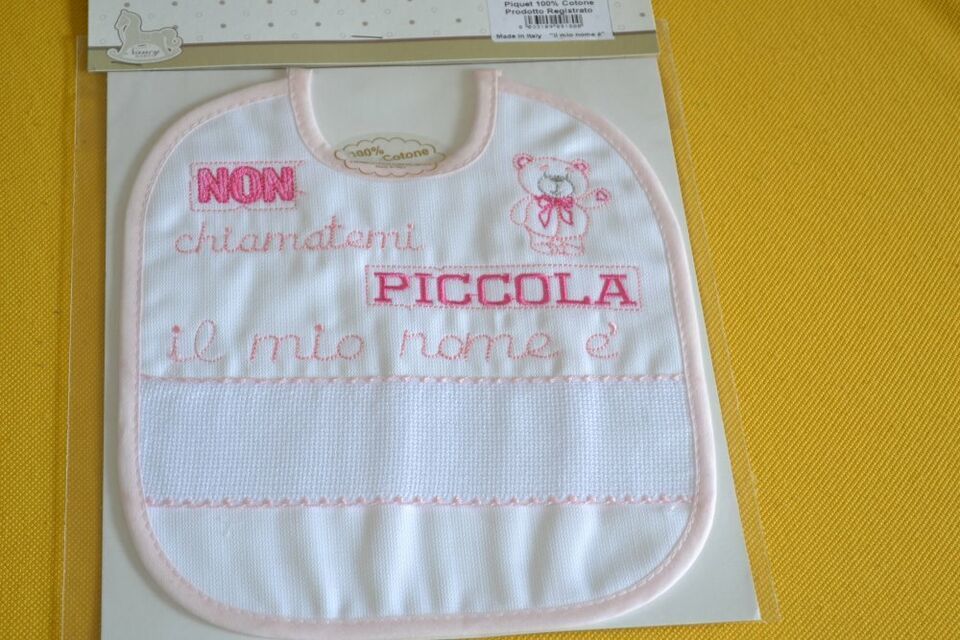 Piquet 100% Cotone
Prodotto Registrato
Made in Italy "il mio nome è"
Nancy
100%
Cotone
NON
chiamatemi
PICCOLA
il mio nome è